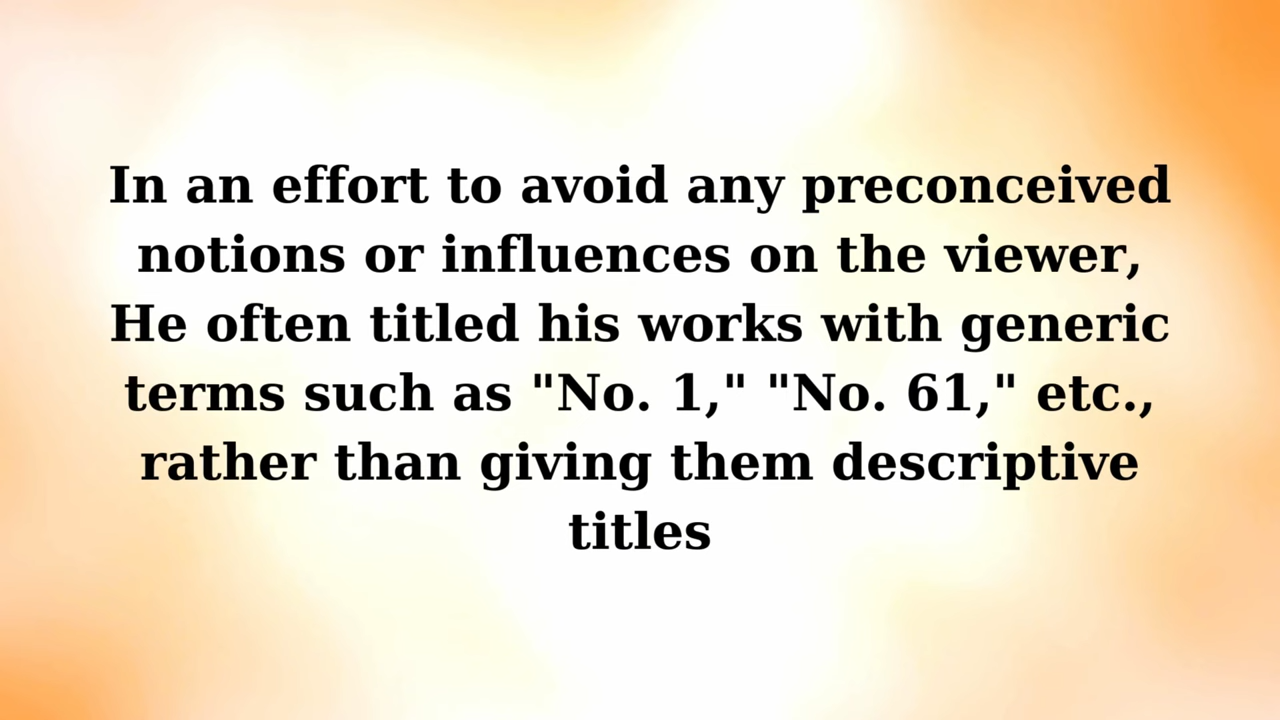 In an effort to avoid any preconceived
notions or influences on the viewer,
He often titled his works with generic
terms such as "No. 1," "No. 61," etc.,
rather than giving them descriptive
titles